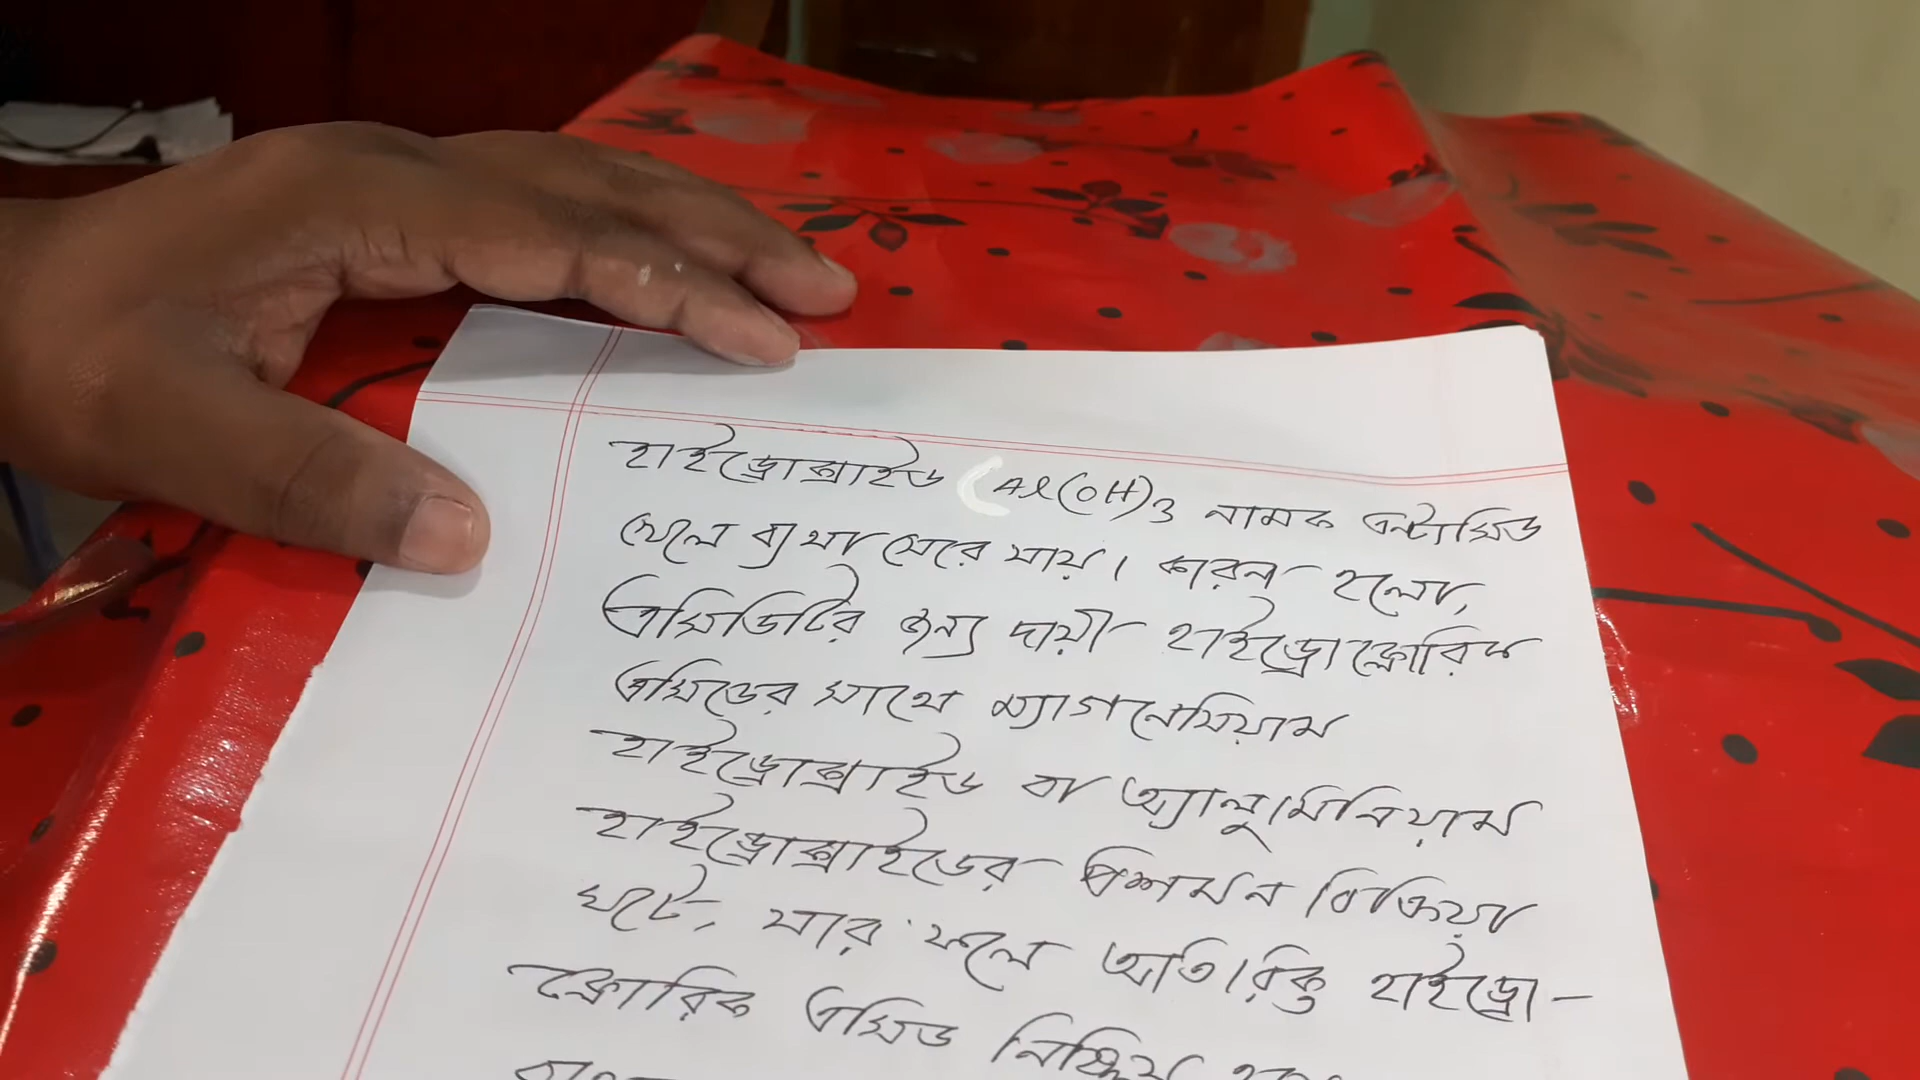 হাইড্রোক্সাইড (Al(OH)3 নামক এন্টাসিড
খেলে ব্যথা সেরে যায়। কারন হলো,
এসিডিটির জন্য দায়ী হাইড্রোক্লোরিক
এসিডের সাথে ম্যাগনেসিয়াম
হাইড্রোক্সাইড বা অ্যালুমিনিয়াম
হাইড্রোক্সাইডের প্রশমন বিক্রিয়া
ঘটে, যার ফলে অতিরিক্ত হাইড্রো-
ক্লোরিক এসিড নিষ্ক্রিয়